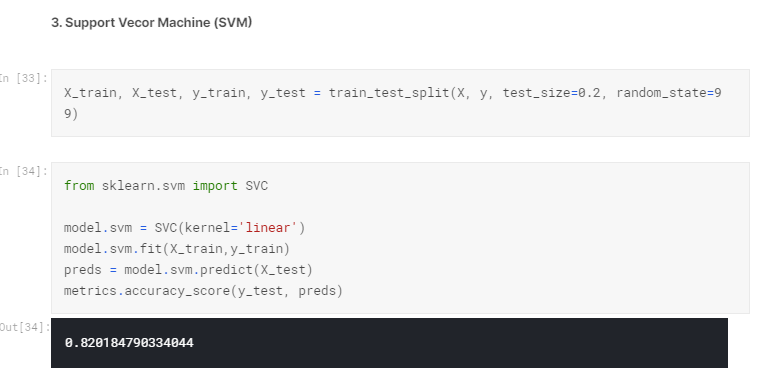 3. Support Vecor Machine (SVM)
In [33]:
X_train, X_test, y_train, y_test = train_test_split(X, y, test_size=0.2, random_state=9
9)
In [34]:
from sklearn.svm import SVC
model.svm = SVC(kernel='linear')
model.svm.fit(X_train,y_train)
preds = model.svm.predict(X_test)
metrics.accuracy_score(y_test, preds)
Out[34]:
0.820184790334044